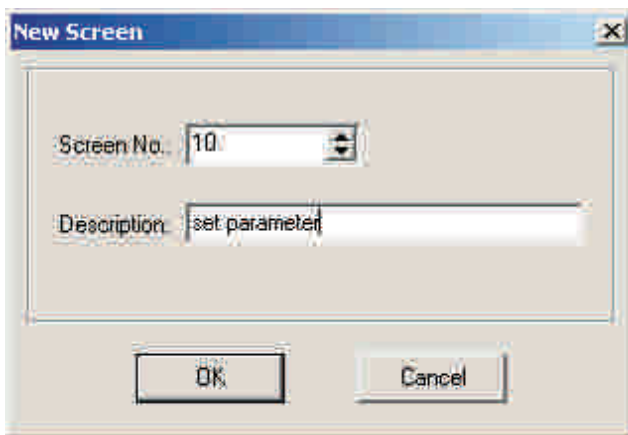 New Screen
Screen No.: 10
Description: set parameter
OK Cancel